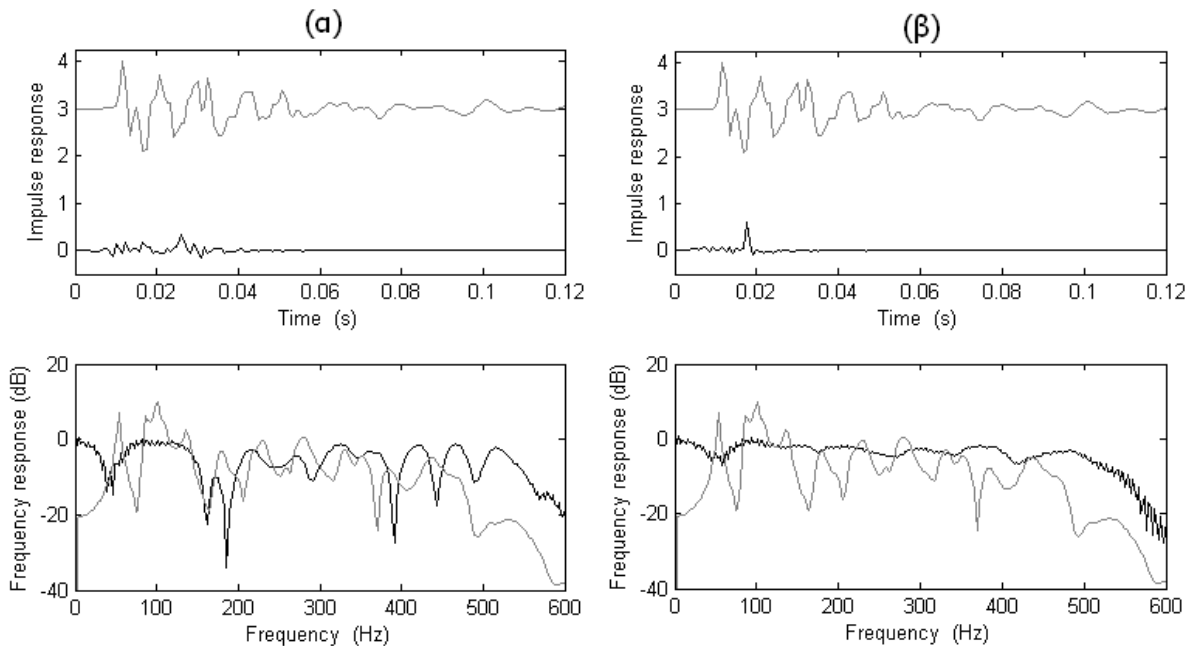 (α)
(β)
4
3
2
1
0
Impulse response
0 0.02 0.04 0.06 0.08 0.1 0.12
Time (s)
4
3
2
1
0
Impulse response
0 0.02 0.04 0.06 0.08 0.1 0.12
Time (s)
20
0
-20
-40
Frequency response (dB)
0 100 200 300 400 500 600
Frequency (Hz)
20
0
-20
-40
Frequency response (dB)
0 100 200 300 400 500 600
Frequency (Hz)